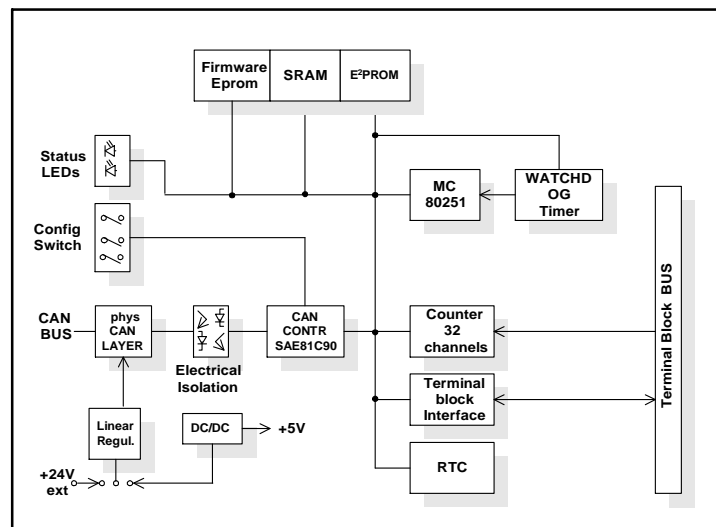 Firmware
Eprom
SRAM
E²PROM
Status
LEDs
MC
80251
WATCHD
OG
Timer
Config
Switch
CAN
BUS
phys
CAN
LAYER
Electrical
Isolation
CAN
CONTR
SAE81C90
Counter
32
channels
Terminal Block BUS
Terminal
block
Interface
Linear
Regul.
DC/DC
+5V
RTC
+24V
ext